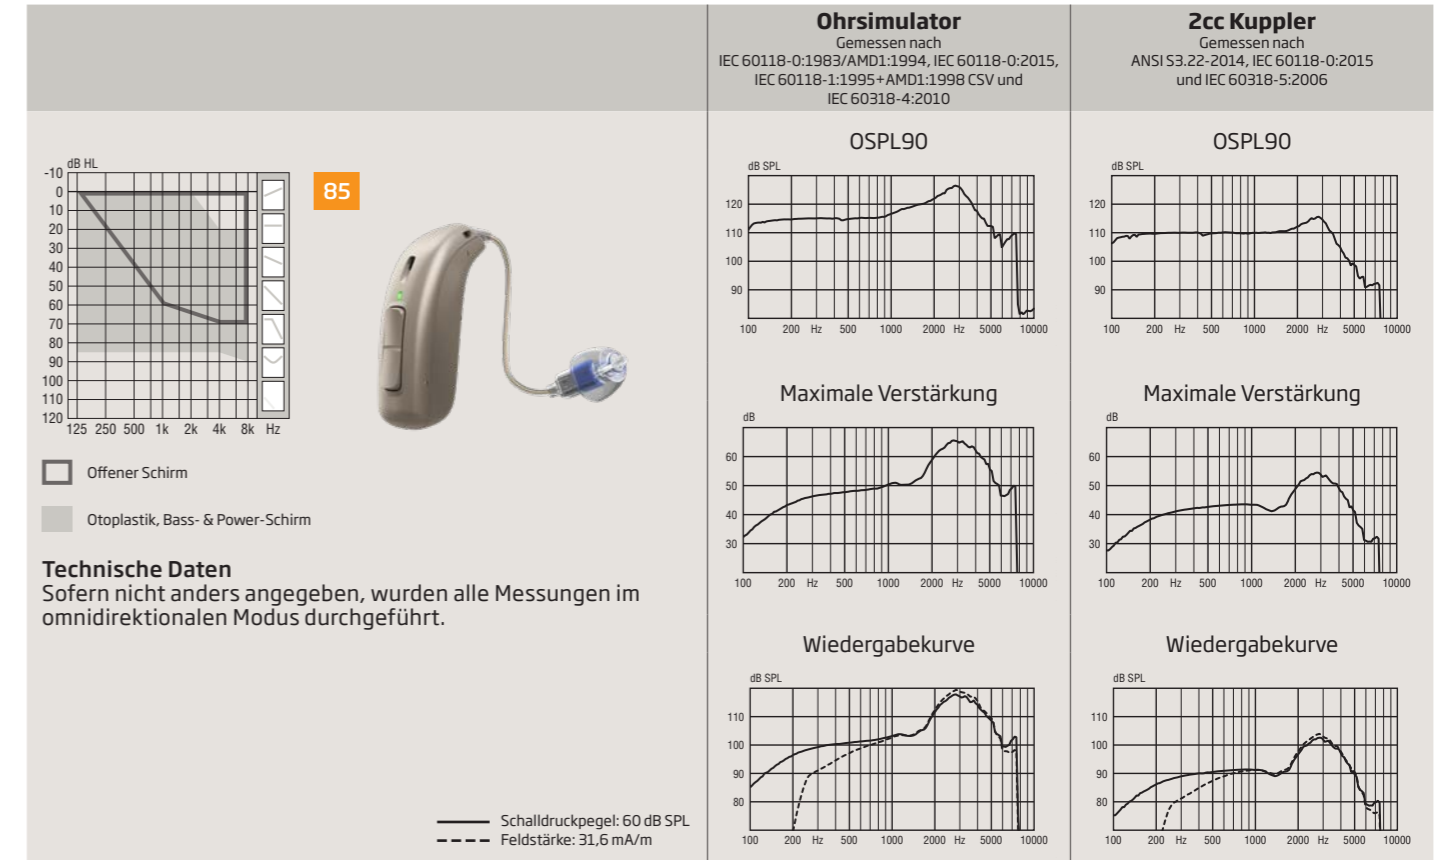 Ohrsimulator
Gemessen nach
IEC 60118-0:1983/AMD1:1994, IEC 60118-0:2015,
IEC 60118-1:1995+AMD1:1998 CSV und
IEC 60318-4:2010
2cc Kuppler
Gemessen nach
ANSI S3.22-2014, IEC 60118-0:2015
und IEC 60318-5:2006
dB HL
-10
0
10
20
30
40
50
60
70
80
90
100
110
120
125 250 500 1k 2k 4k 8k Hz
85
Offener Schirm
Otoplastik, Bass- & Power-Schirm
Technische Daten
Sofern nicht anders angegeben, wurden alle Messungen im
omnidirektionalen Modus durchgeführt.
Schalldruckpegel: 60 dB SPL
Feldstärke: 31,6 mA/m
OSPL90
dB SPL
120
110
100
90
100 200 Hz 500 1000 2000 Hz 5000 10000
Maximale Verstärkung
dB
60
50
40
30
100 200 Hz 500 1000 2000 Hz 5000 10000
Wiedergabekurve
dB SPL
110
100
90
80
100 200 Hz 500 1000 2000 Hz 5000 10000
OSPL90
dB SPL
120
110
100
90
100 200 Hz 500 1000 2000 Hz 5000 10000
Maximale Verstärkung
dB
60
50
40
30
100 200 Hz 500 1000 2000 Hz 5000 10000
Wiedergabekurve
dB SPL
110
100
90
80
100 200 Hz 500 1000 2000 Hz 5000 10000